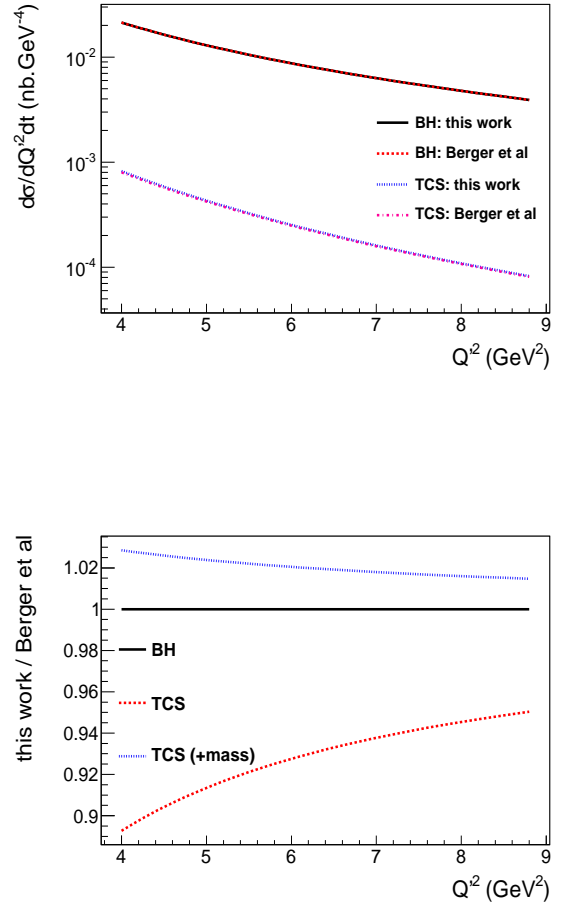 dσ/dQ'²dt (nb.GeV⁻⁴)
10⁻²
10⁻³
10⁻⁴
BH: this work
BH: Berger et al
TCS: this work
TCS: Berger et al
4 5 6 7 8 9
Q'² (GeV²)
this work / Berger et al
1.02
1
0.98
0.96
0.94
0.92
0.9
BH
TCS
TCS (+mass)
4 5 6 7 8 9
Q'² (GeV²)